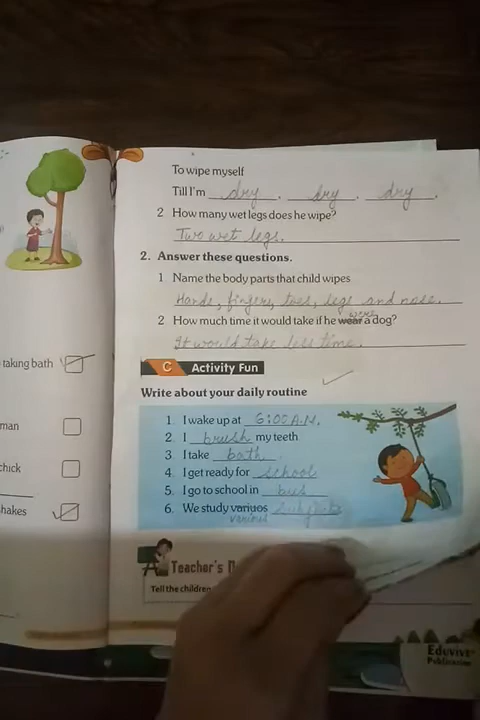 To wipe myself
Till I'm dry . dry . dry .
2 How many wet legs does he wipe?
Two wet legs.
2. Answer these questions.
1 Name the body parts that child wipes
Hands, fingers, toes, legs and nose.
were
2 How much time it would take if he wear a dog?
It would take less time.
taking bath
C Activity Fun
Write about your daily routine
1. I wake up at 6:00 A.M.
man
2. I brush my teeth
3. I take bath.
chick
4. I get ready for school
5. I go to school in bus
hakes
6. We study variuos subjects
various
Teacher's
Tell the children
Eduvive
Publication